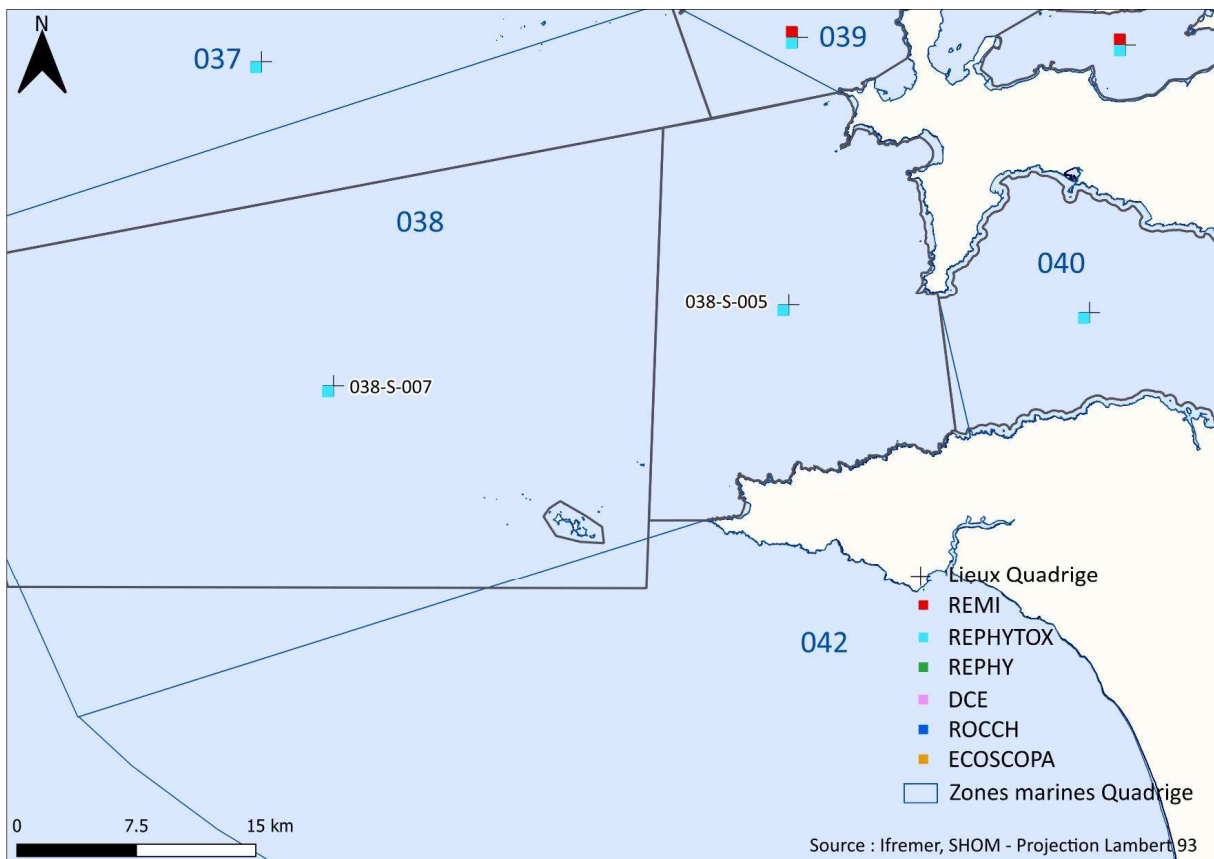 N
037
039
038
040
038-S-005
038-S-007
Lieux Quadrige
REMI
REPHYTOX
042
REPHY
DCE
ROCCH
ECOSCOPA
Zones marines Quadrige
0 7.5 15 km
Source : Ifremer, SHOM - Projection Lambert 93